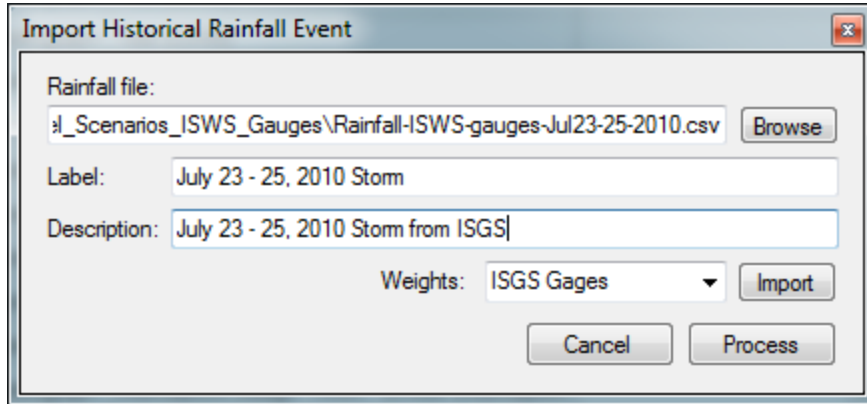 Import Historical Rainfall Event
Rainfall file:
el_Scenarios_ISWS_Gauges\Rainfall-ISWS-gauges-Jul23-25-2010.csv Browse
Label: July 23 - 25, 2010 Storm
Description: July 23 - 25, 2010 Storm from ISGS
Weights: ISGS Gages Import
Cancel Process